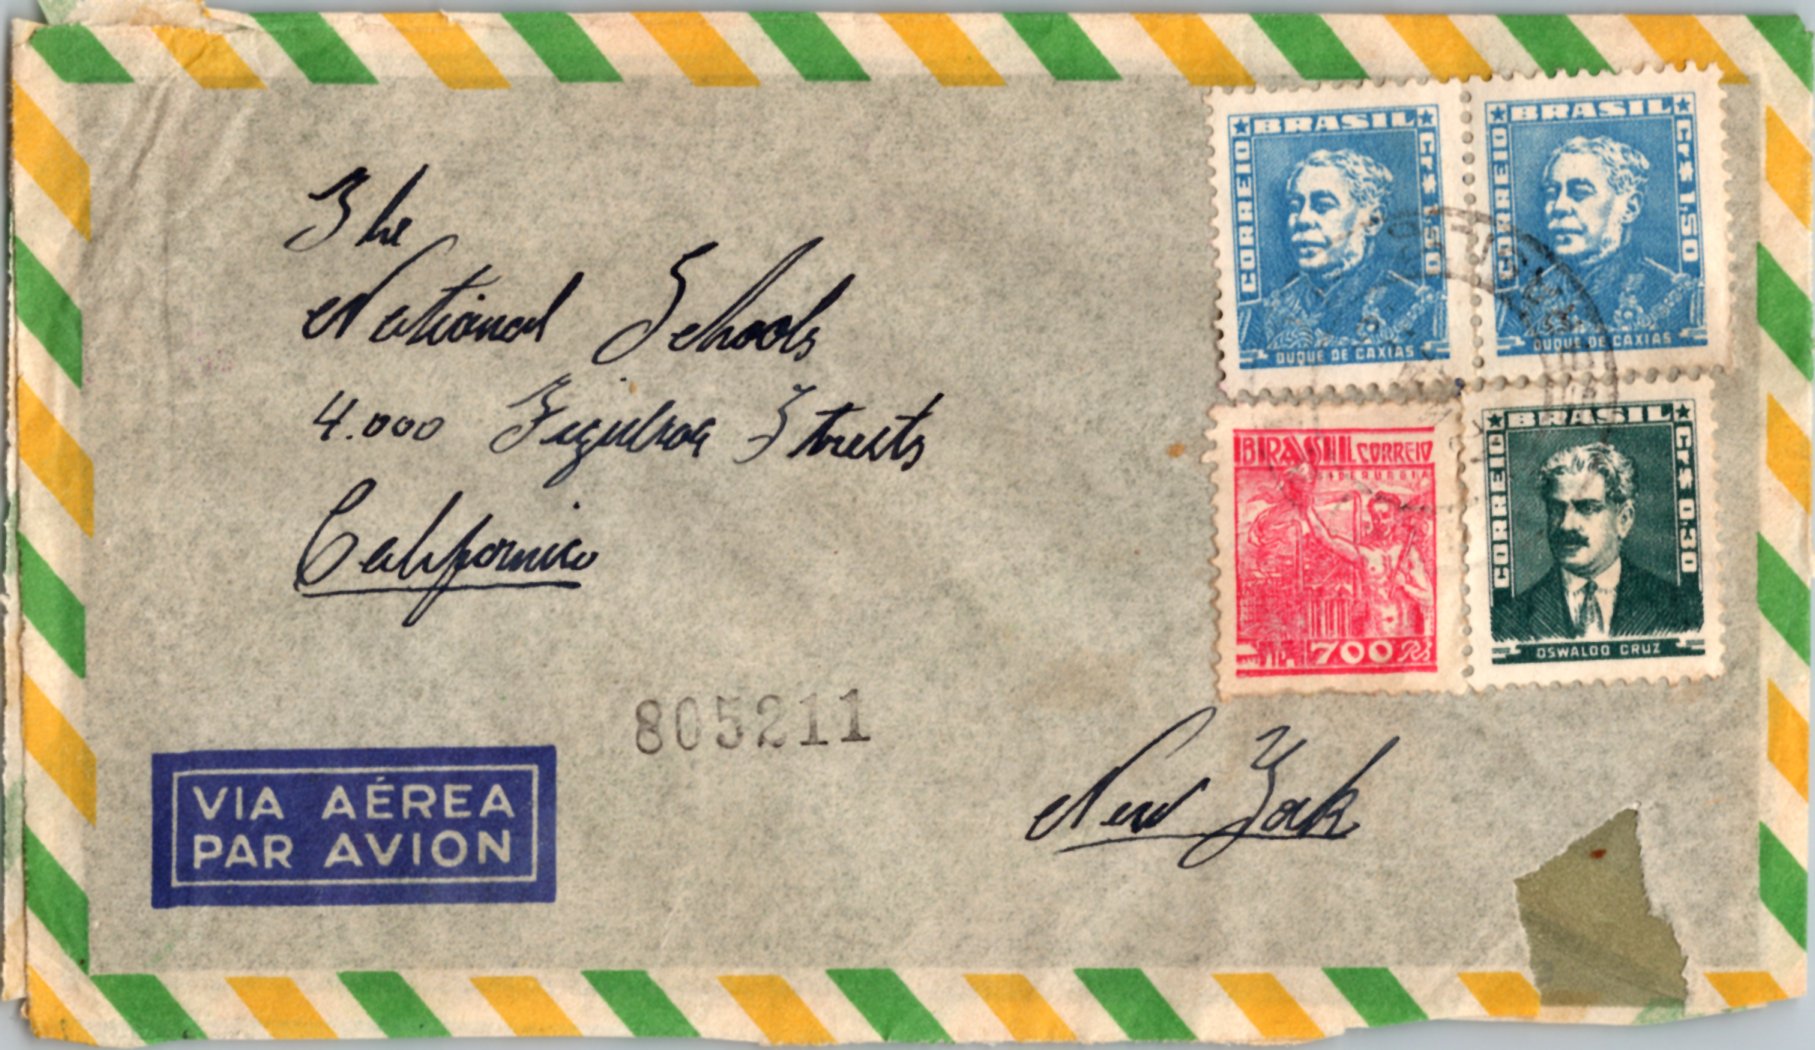 The
National Schools
4.000 Figueroa Streets
California
805211
New York
VIA AÉREA
PAR AVION
BRASIL
CORREIO
Cr$ 1,50
DUQUE DE CAXIAS
BRASIL
CORREIO
Cr$ 1,50
DUQUE DE CAXIAS
BRASIL CORREIO
SIDERURGIA
700 Rs
BRASIL
CORREIO
Cr$ 0,30
OSWALDO CRUZ